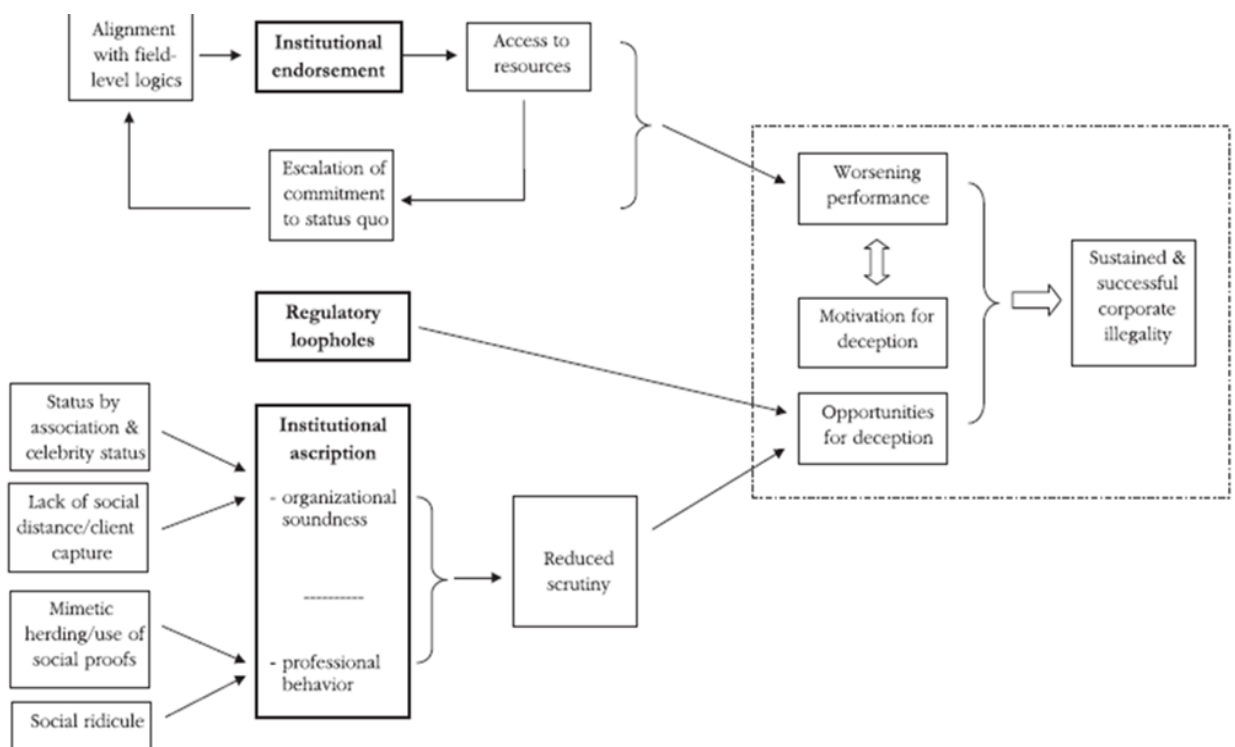 Alignment
with field-
level logics
Institutional
endorsement
Access to
resources
Escalation of
commitment
to status quo
Worsening
performance
Motivation for
deception
Opportunities
for deception
Sustained &
successful
corporate
illegality
Regulatory
loopholes
Status by
association &
celebrity status
Lack of social
distance/client
capture
Mimetic
herding/use of
social proofs
Social ridicule
Institutional
ascription
- organizational
soundness
----------
- professional
behavior
Reduced
scrutiny